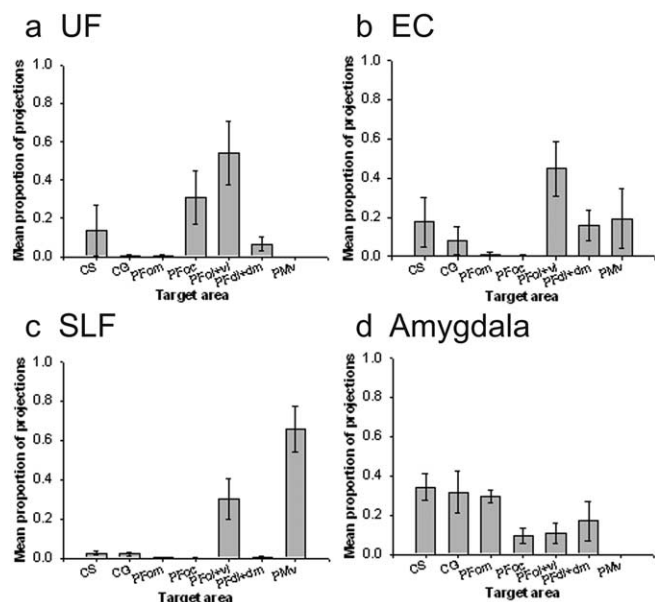 a UF
b EC
1.0
0.8
0.6
0.4
0.2
0.0
Mean proportion of projections
CS
CG
PFom
PFoc
PFol+vl
PFdl+dm
PMv
Target area
1.0
0.8
0.6
0.4
0.2
0.0
Mean proportion of projections
CS
CG
PFom
PFoc
PFol+vl
PFdl+dm
PMv
Target area
c SLF
d Amygdala
1.0
0.8
0.6
0.4
0.2
0.0
Mean proportion of projections
CS
CG
PFom
PFoc
PFol+vl
PFdl+dm
PMv
Target area
1.0
0.8
0.6
0.4
0.2
0.0
Mean proportion of projections
CS
CG
PFom
PFoc
PFol+vl
PFdl+dm
PMv
Target area